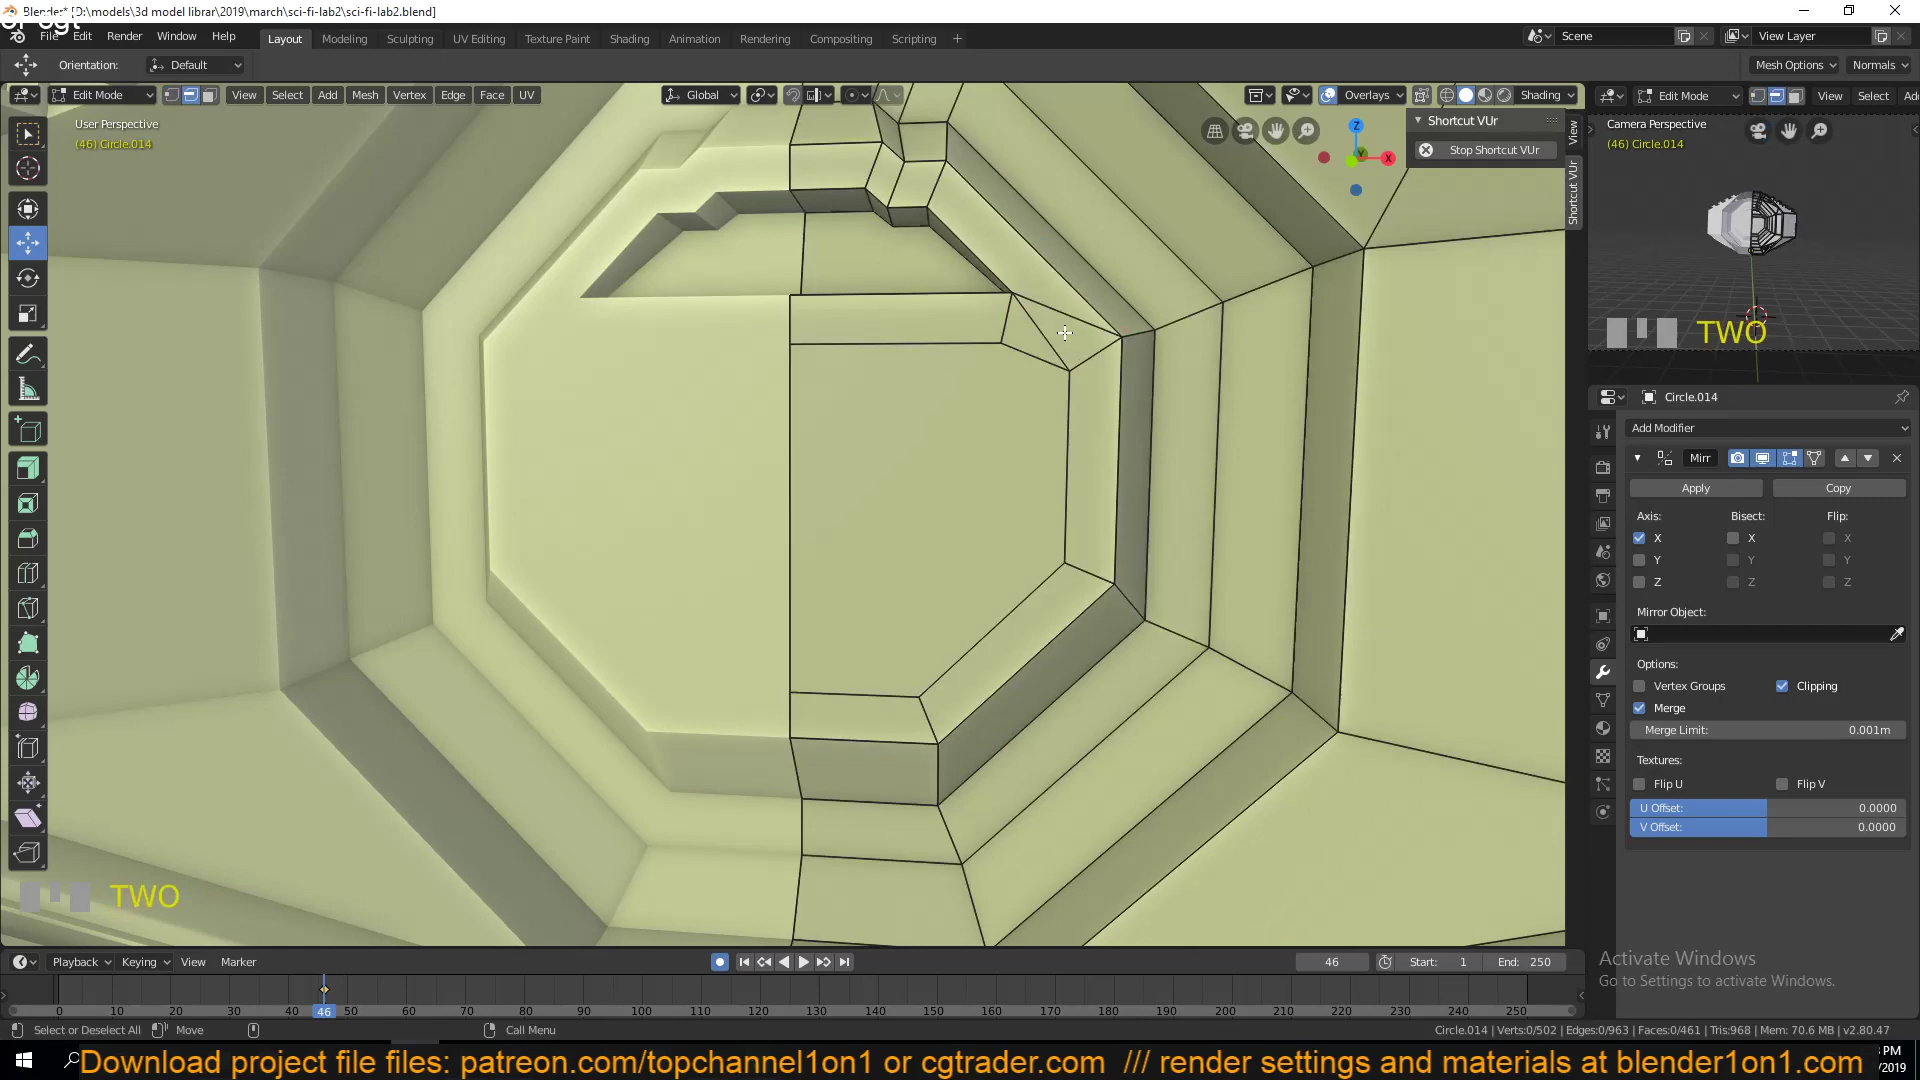 Blender* [D:\models\3d model librar\2019\march\sci-fi-lab2\sci-fi-lab2.blend]
File Edit Render Window Help Layout Modeling Sculpting UV Editing Texture Paint Shading Animation Rendering Compositing Scripting + Scene View Layer
Orientation: Default Mesh Options Normals
Edit Mode View Select Add Mesh Vertex Edge Face UV Global Overlays Shading Edit Mode View Select
User Perspective
(46) Circle.014
Shortcut VUr
Stop Shortcut VUr
View
Shortcut VUr
Z
Y
X
Camera Perspective
(46) Circle.014
TWO
Circle.014
Add Modifier
Mirr
Apply Copy
Axis: Bisect: Flip:
X X X
Y Y Y
Z Z Z
Mirror Object:
Options:
Vertex Groups Clipping
Merge
Merge Limit: 0.001m
Textures:
Flip U Flip V
U Offset: 0.0000
V Offset: 0.0000
TWO
Activate Windows
Go to Settings to activate Windows.
Playback Keying View Marker 46 Start: 1 End: 250
0 10 20 30 40 46 50 60 70 80 90 100 110 120 130 140 150 160 170 180 190 200 210 220 230 240 250
Select or Deselect All Move Call Menu Circle.014 | Verts:0/502 | Edges:0/963 | Faces:0/461 | Tris:968 | Mem: 70.6 MB | v2.80.47
Download project file files: patreon.com/topchannel1on1 or cgtrader.com /// render settings and materials at blender1on1.com